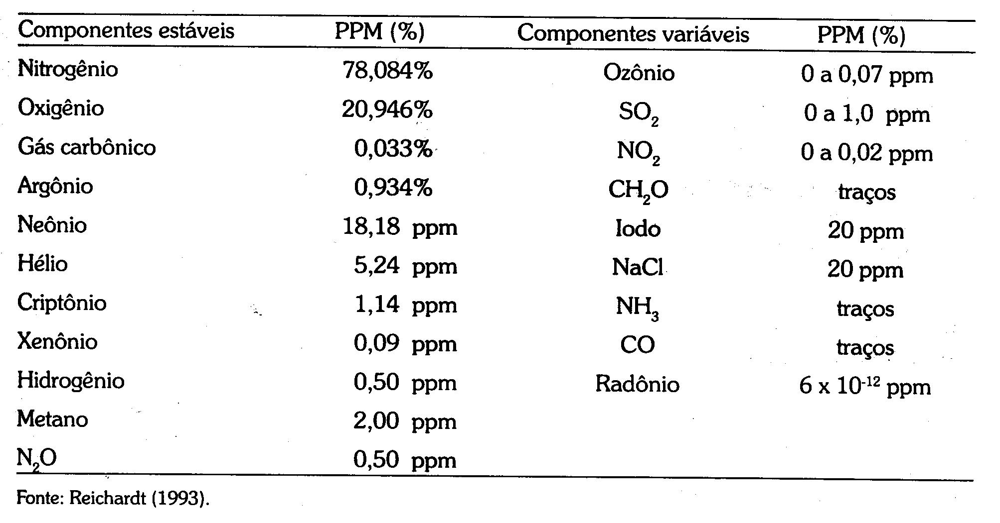 Componentes estáveis PPM (%) Componentes variáveis PPM (%)
Nitrogênio 78,084% Ozônio 0 a 0,07 ppm
Oxigênio 20,946% SO₂ 0 a 1,0 ppm
Gás carbônico 0,033% NO₂ 0 a 0,02 ppm
Argônio 0,934% CH₂O traços
Neônio 18,18 ppm Iodo 20 ppm
Hélio 5,24 ppm NaCl 20 ppm
Criptônio 1,14 ppm NH₃ traços
Xenônio 0,09 ppm CO traços
Hidrogênio 0,50 ppm Radônio 6 x 10⁻¹² ppm
Metano 2,00 ppm
N₂O 0,50 ppm
Fonte: Reichardt (1993).